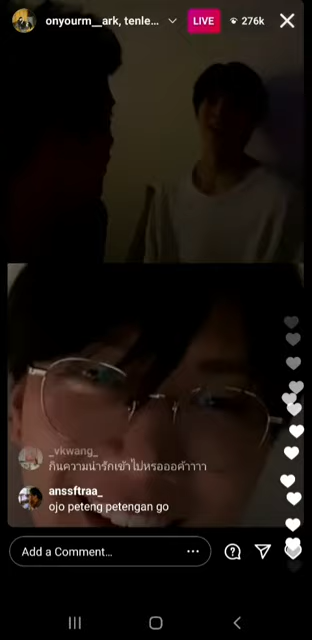 onyourm__ark, tenle...
LIVE
276k
_vkwang_
กินความน่ารักเข้าไปหรอออค้าาาา
anssftraa_
ojo peteng petengan go
Add a Comment...